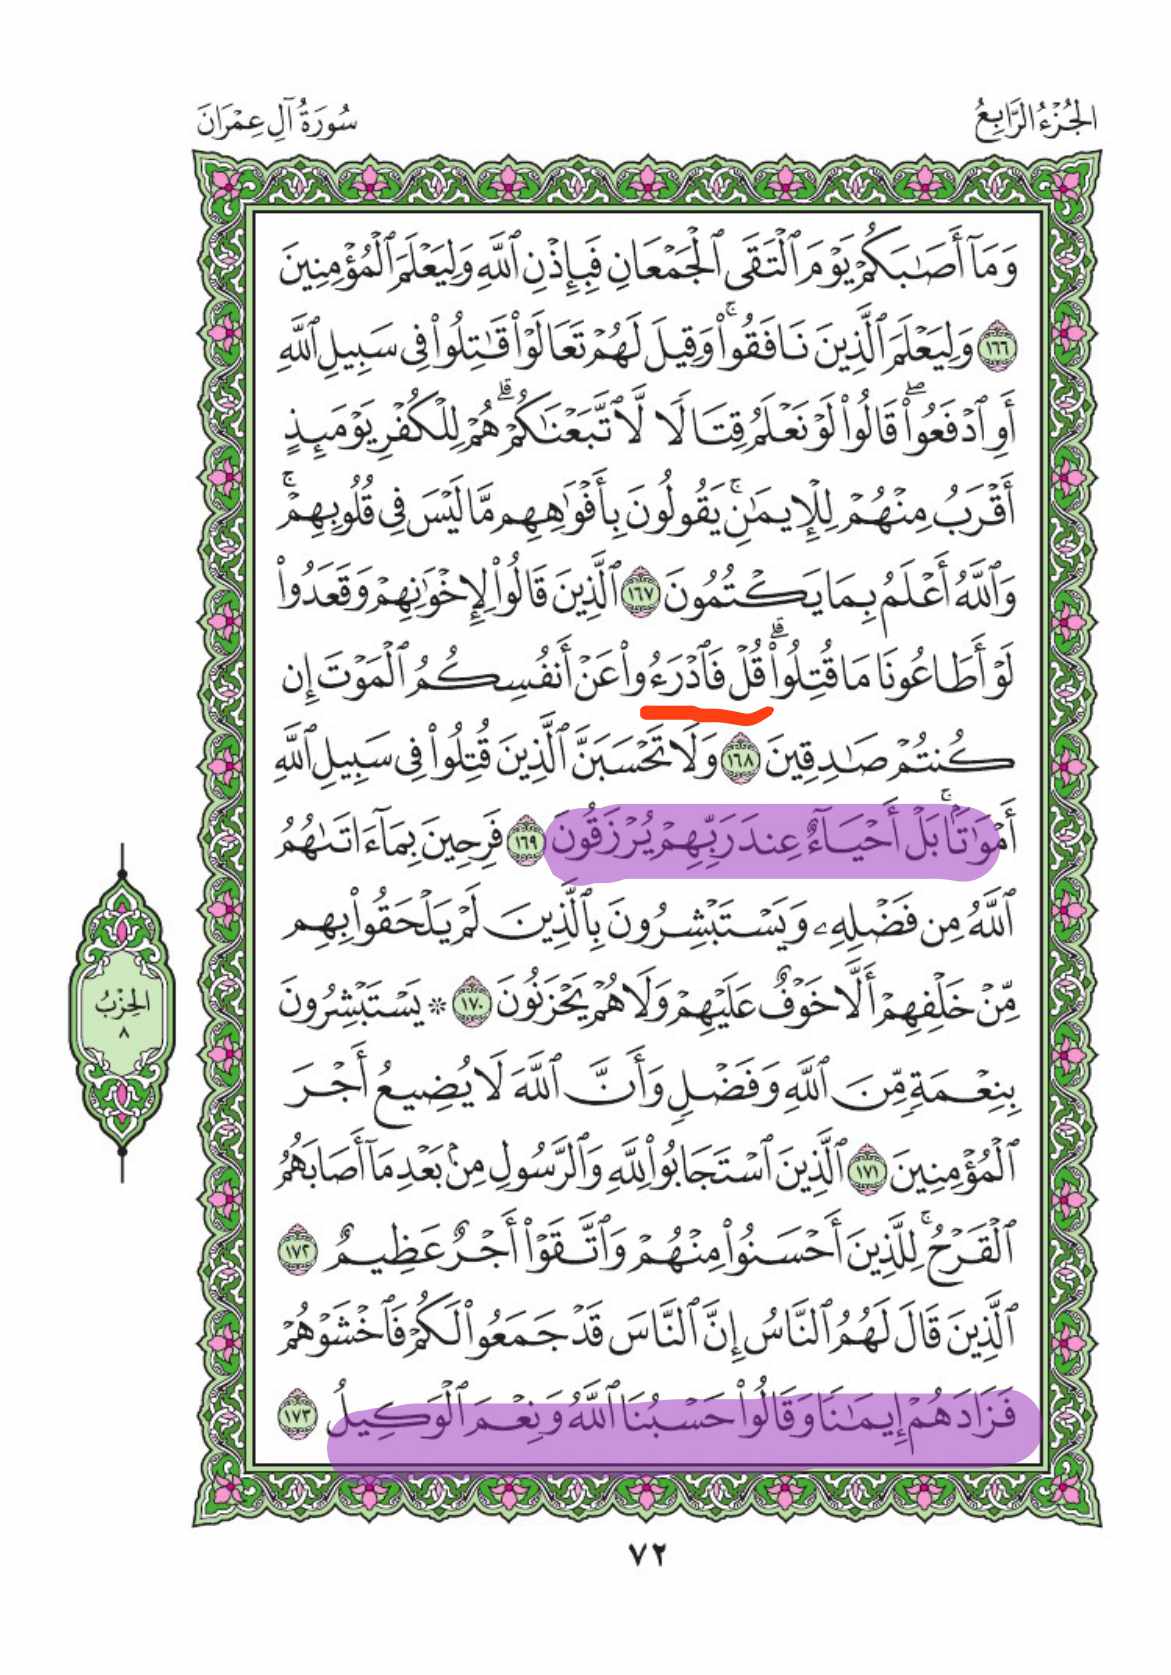 الجُزْءُ الرَّابِعُ
سُورَةُ آلِ عِمْرَانَ
وَمَآ أَصَٰبَكُمْ يَوْمَ ٱلْتَقَى ٱلْجَمْعَانِ فَبِإِذْنِ ٱللَّهِ وَلِيَعْلَمَ ٱلْمُؤْمِنِينَ
١٦٦ وَلِيَعْلَمَ ٱلَّذِينَ نَافَقُوا۟ۚ وَقِيلَ لَهُمْ تَعَالَوْا۟ قَٰتِلُوا۟ فِى سَبِيلِ ٱللَّهِ
أَوِ ٱدْفَعُوا۟ۖ قَالُوا۟ لَوْ نَعْلَمُ قِتَالًا لَّٱتَّبَعْنَٰكُمْۗ هُمْ لِلْكُفْرِ يَوْمَئِذٍ
أَقْرَبُ مِنْهُمْ لِلْإِيمَٰنِۚ يَقُولُونَ بِأَفْوَٰهِهِم مَّا لَيْسَ فِى قُلُوبِهِمْۚ
وَٱللَّهُ أَعْلَمُ بِمَا يَكْتُمُونَ ١٦٧ ٱلَّذِينَ قَالُوا۟ لِإِخْوَٰنِهِمْ وَقَعَدُوا۟
لَوْ أَطَاعُونَا مَا قُتِلُوا۟ۗ قُلْ فَٱدْرَءُوا۟ عَنْ أَنفُسِكُمُ ٱلْمَوْتَ إِن
كُنتُمْ صَٰدِقِينَ ١٦٨ وَلَا تَحْسَبَنَّ ٱلَّذِينَ قُتِلُوا۟ فِى سَبِيلِ ٱللَّهِ
أَمْوَٰتًۢاۚ بَلْ أَحْيَآءٌ عِندَ رَبِّهِمْ يُرْزَقُونَ ١٦٩ فَرِحِينَ بِمَآ ءَاتَىٰهُمُ
ٱللَّهُ مِن فَضْلِهِۦ وَيَسْتَبْشِرُونَ بِٱلَّذِينَ لَمْ يَلْحَقُوا۟ بِهِم
مِّنْ خَلْفِهِمْ أَلَّا خَوْفٌ عَلَيْهِمْ وَلَا هُمْ يَحْزَنُونَ ١٧٠ * يَسْتَبْشِرُونَ
بِنِعْمَةٍ مِّنَ ٱللَّهِ وَفَضْلٍ وَأَنَّ ٱللَّهَ لَا يُضِيعُ أَجْرَ
ٱلْمُؤْمِنِينَ ١٧١ ٱلَّذِينَ ٱسْتَجَابُوا۟ لِلَّهِ وَٱلرَّسُولِ مِنۢ بَعْدِ مَآ أَصَابَهُمُ
ٱلْقَرْحُۚ لِلَّذِينَ أَحْسَنُوا۟ مِنْهُمْ وَٱتَّقَوْا۟ أَجْرٌ عَظِيمٌ ١٧٢
ٱلَّذِينَ قَالَ لَهُمُ ٱلنَّاسُ إِنَّ ٱلنَّاسَ قَدْ جَمَعُوا۟ لَكُمْ فَٱخْشَوْهُمْ
فَزَادَهُمْ إِيمَٰنًا وَقَالُوا۟ حَسْبُنَا ٱللَّهُ وَنِعْمَ ٱلْوَكِيلُ ١٧٣
الحِزْبُ
٨
٧٢